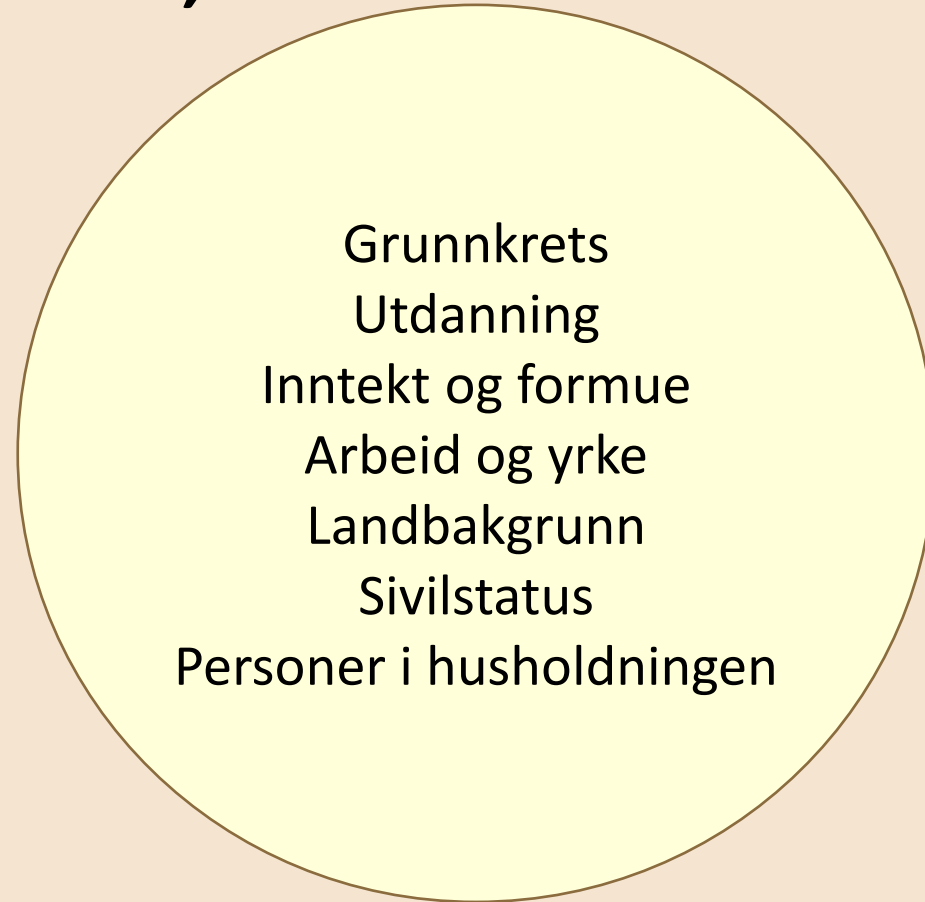 Grunnkrets
Utdanning
Inntekt og formue
Arbeid og yrke
Landbakgrunn
Sivilstatus
Personer i husholdningen